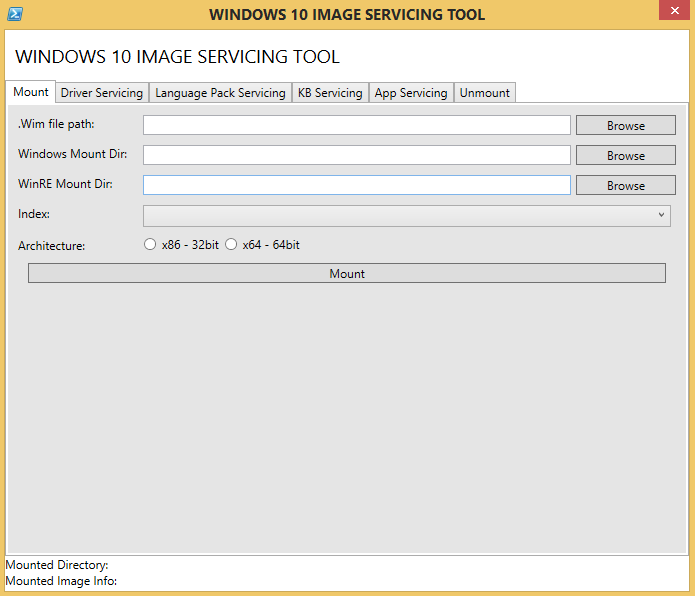 WINDOWS 10 IMAGE SERVICING TOOL
WINDOWS 10 IMAGE SERVICING TOOL
Mount Driver Servicing Language Pack Servicing KB Servicing App Servicing Unmount
.Wim file path: Browse
Windows Mount Dir: Browse
WinRE Mount Dir: Browse
Index:
Architecture: x86 - 32bit x64 - 64bit
Mount
Mounted Directory:
Mounted Image Info: